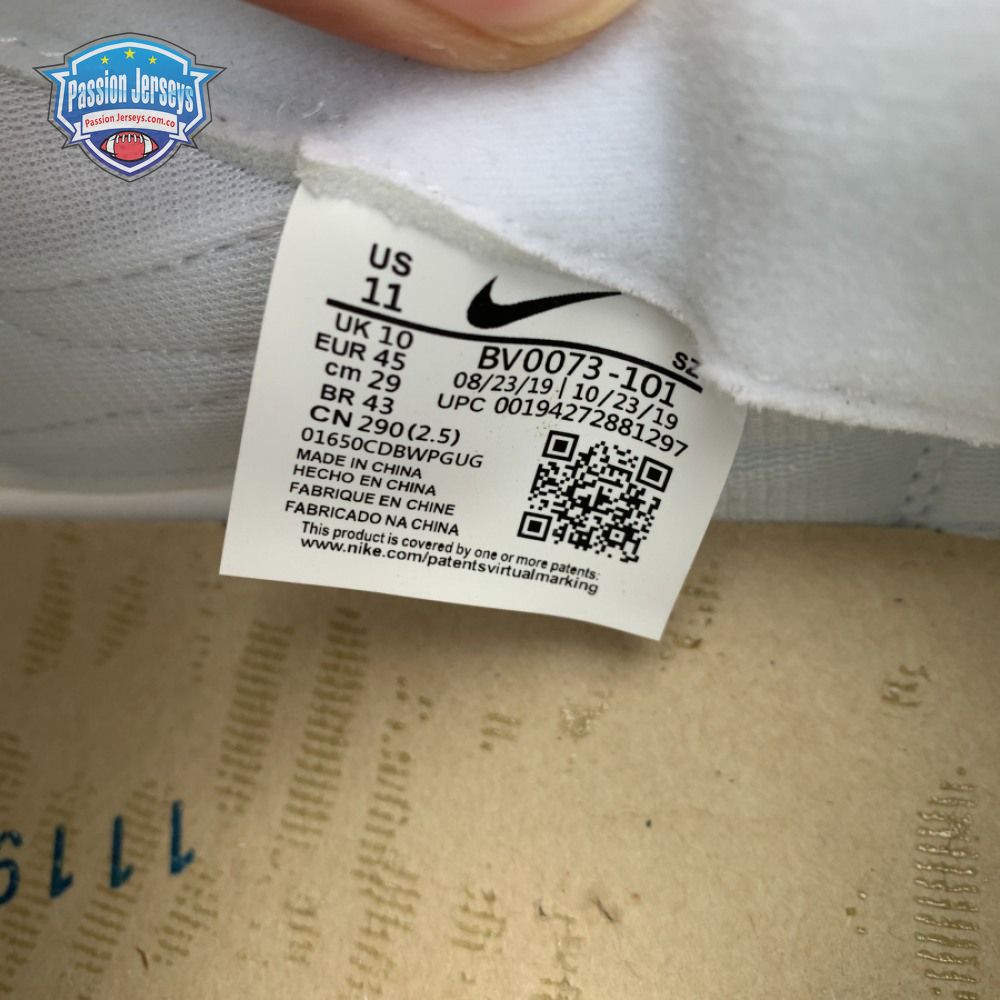 Passion Jerseys
Passion Jerseys.com.co
US
11
UK 10
EUR 45
cm 29
BR 43
CN 290 (2.5)
01650CDBWPGUG
MADE IN CHINA
HECHO EN CHINA
FABRIQUE EN CHINE
FABRICADO NA CHINA
SZ
BV0073-101
08/23/19 | 10/23/19
UPC 00194272881297
This product is covered by one or more patents:
www.nike.com/patentsvirtualmarking